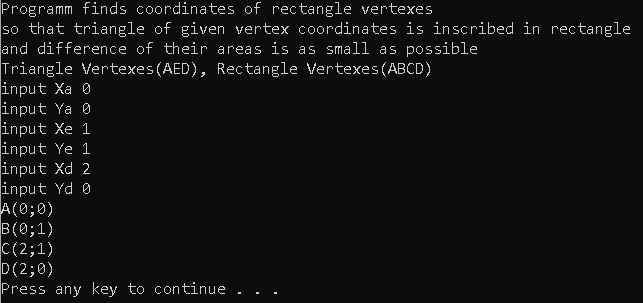 Programm finds coordinates of rectangle vertexes
so that triangle of given vertex coordinates is inscribed in rectangle
and difference of their areas is as small as possible
Triangle Vertexes(AED), Rectangle Vertexes(ABCD)
input Xa 0
input Ya 0
input Xe 1
input Ye 1
input Xd 2
input Yd 0
A(0;0)
B(0;1)
C(2;1)
D(2;0)
Press any key to continue . . .